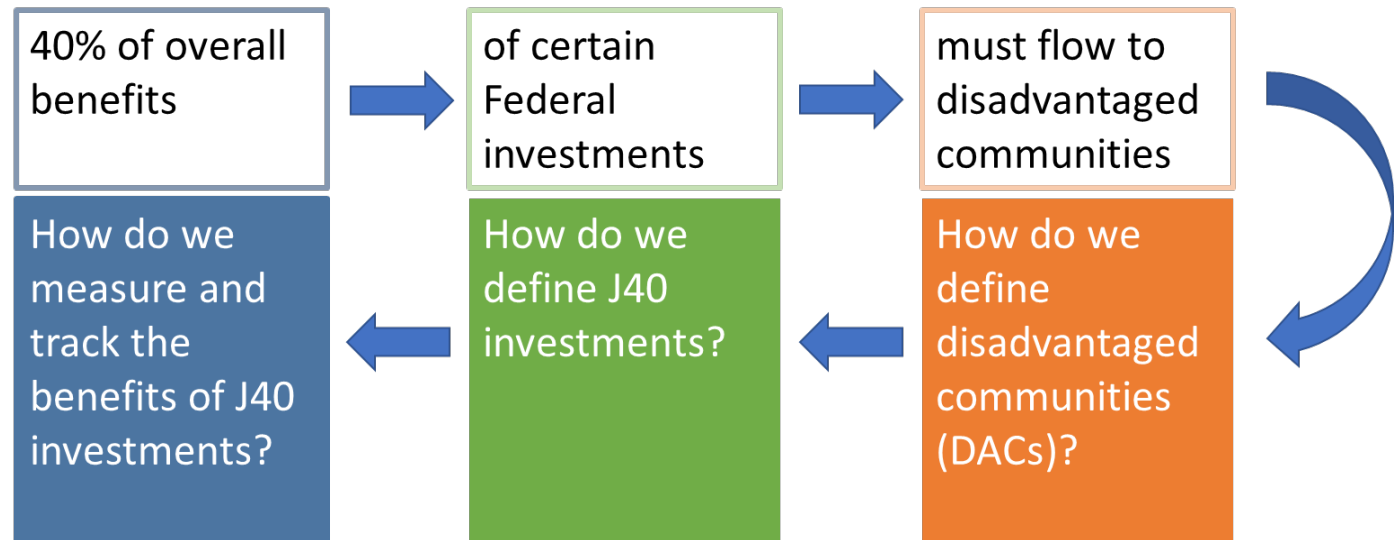 40% of overall
benefits
of certain
Federal
investments
must flow to
disadvantaged
communities
How do we
define
disadvantaged
communities
(DACs)?
How do we
define J40
investments?
How do we
measure and
track the
benefits of J40
investments?